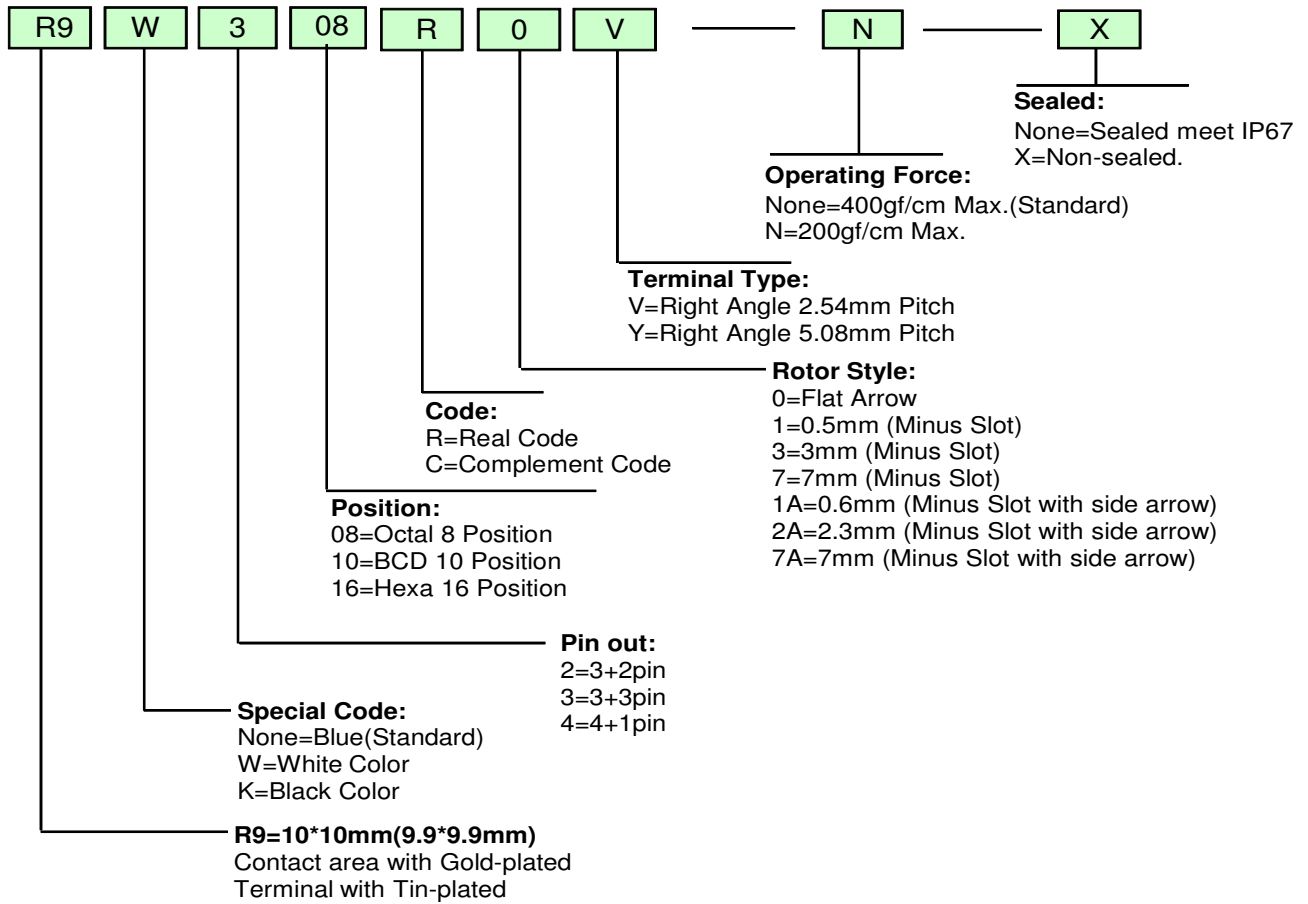 R9 W 3 08 R 0 V N X
Sealed:
None=Sealed meet IP67
X=Non-sealed.
Operating Force:
None=400gf/cm Max.(Standard)
N=200gf/cm Max.
Terminal Type:
V=Right Angle 2.54mm Pitch
Y=Right Angle 5.08mm Pitch
Rotor Style:
0=Flat Arrow
1=0.5mm (Minus Slot)
3=3mm (Minus Slot)
7=7mm (Minus Slot)
1A=0.6mm (Minus Slot with side arrow)
2A=2.3mm (Minus Slot with side arrow)
7A=7mm (Minus Slot with side arrow)
Code:
R=Real Code
C=Complement Code
Position:
08=Octal 8 Position
10=BCD 10 Position
16=Hexa 16 Position
Pin out:
2=3+2pin
3=3+3pin
4=4+1pin
Special Code:
None=Blue(Standard)
W=White Color
K=Black Color
R9=10*10mm(9.9*9.9mm)
Contact area with Gold-plated
Terminal with Tin-plated